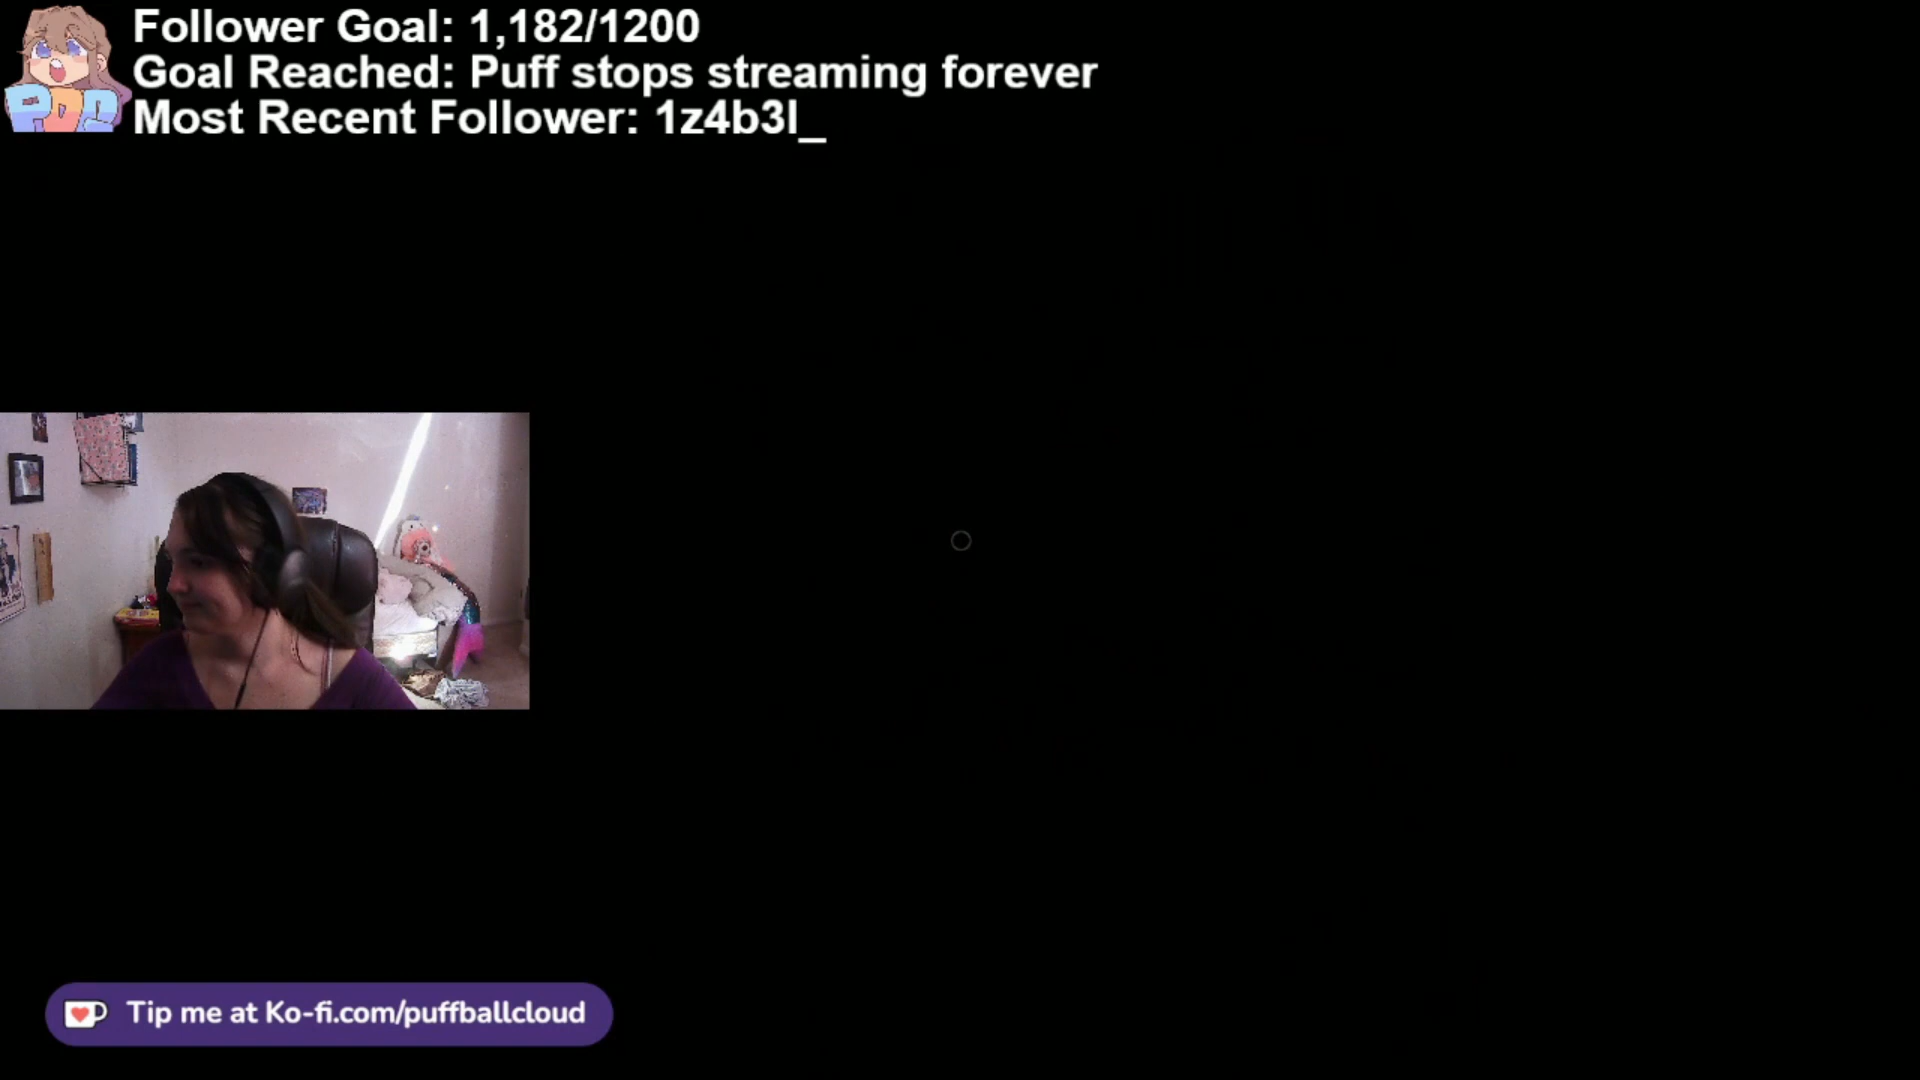 Follower Goal: 1,182/1200
Goal Reached: Puff stops streaming forever
Most Recent Follower: 1z4b3l_
PDC
Tip me at Ko-fi.com/puffballcloud